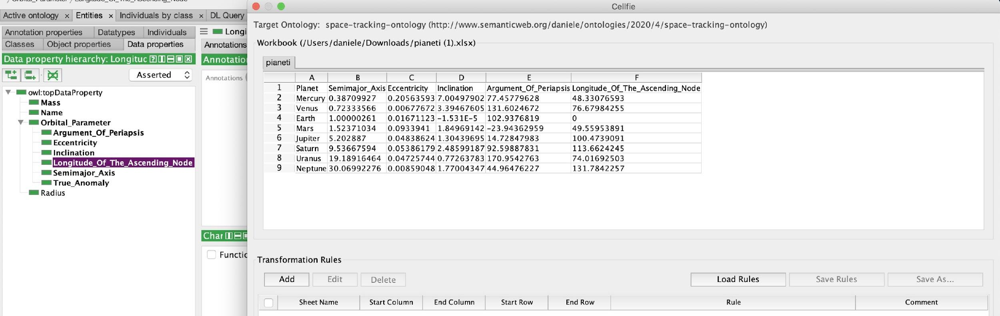 / Orbital_Parameter / Longitude_Of_The_Ascending_Node
Active ontology × Entities × Individuals by class × DL Query
Annotation properties Datatypes Individuals
Classes Object properties Data properties
Data property hierarchy: Longituc
Asserted
owl:topDataProperty
Mass
Name
Orbital_Parameter
Argument_Of_Periapsis
Eccentricity
Inclination
Longitude_Of_The_Ascending_Node
Semimajor_Axis
True_Anomaly
Radius
Longi
Annotations
Annotation
Annotations
Char
Functio
Cellfie
Target Ontology: space-tracking-ontology (http://www.semanticweb.org/daniele/ontologies/2020/4/space-tracking-ontology)
Workbook (/Users/daniele/Downloads/pianeti (1).xlsx)
pianeti
A B C D E F
1 Planet Semimajor_Axis Eccentricity Inclination Argument_Of_Periapsis Longitude_Of_The_Ascending_Node
2 Mercury 0.38709927 0.20563593 7.00497902 77.45779628 48.33076593
3 Venus 0.72333566 0.00677672 3.39467605 131.6024672 76.67984255
4 Earth 1.00000261 0.01671123 -1.531E-5 102.9376819 0
5 Mars 1.52371034 0.0933941 1.84969142 -23.94362959 49.55953891
6 Jupiter 5.202887 0.04838624 1.30439695 14.72847983 100.4739091
7 Saturn 9.53667594 0.05386179 2.48599187 92.59887831 113.6624245
8 Uranus 19.18916464 0.04725744 0.77263783 170.9542763 74.01692503
9 Neptune 30.06992276 0.00859048 1.77004347 44.96476227 131.7842257
Transformation Rules
Add Edit Delete Load Rules Save Rules Save As...
Sheet Name Start Column End Column Start Row End Row Rule Comment